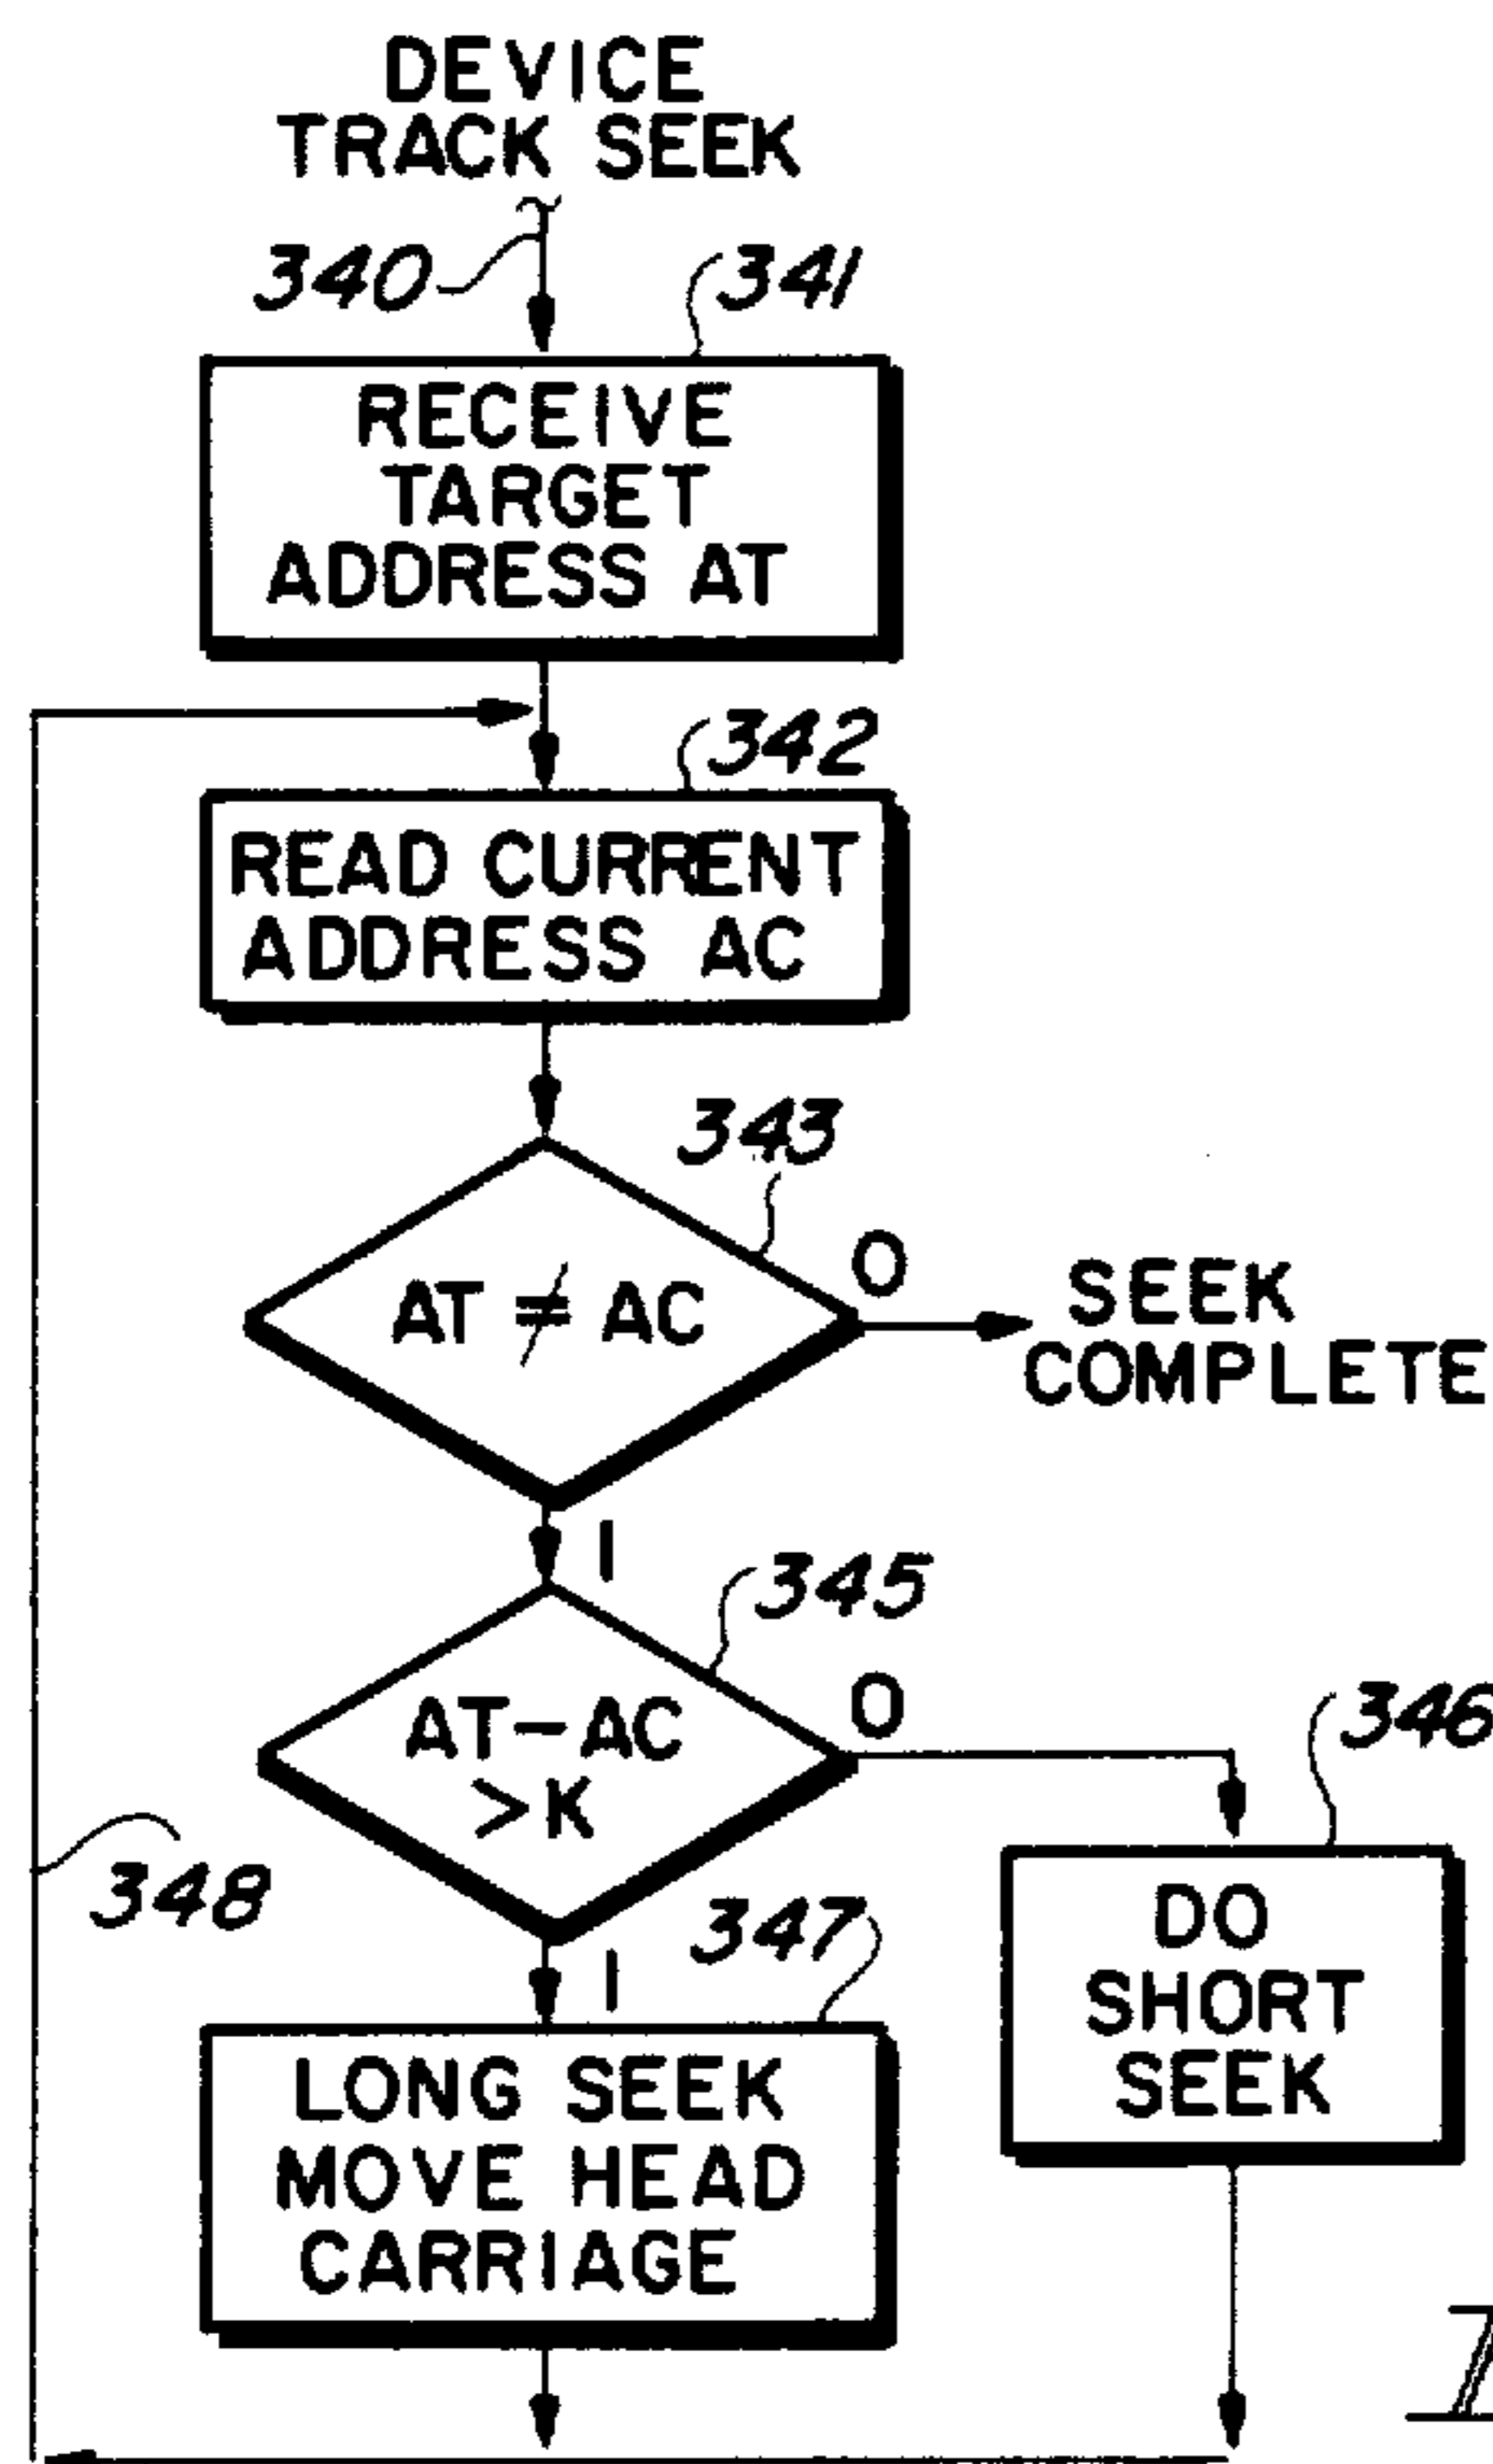 DEVICE
TRACK SEEK
340
341
RECEIVE
TARGET
ADDRESS AT
342
READ CURRENT
ADDRESS AC
343
AT ≠ AC
0
SEEK
COMPLETE
1
345
AT-AC
>K
0
346
348
347
1
DO
SHORT
SEEK
LONG SEEK
MOVE HEAD
CARRIAGE